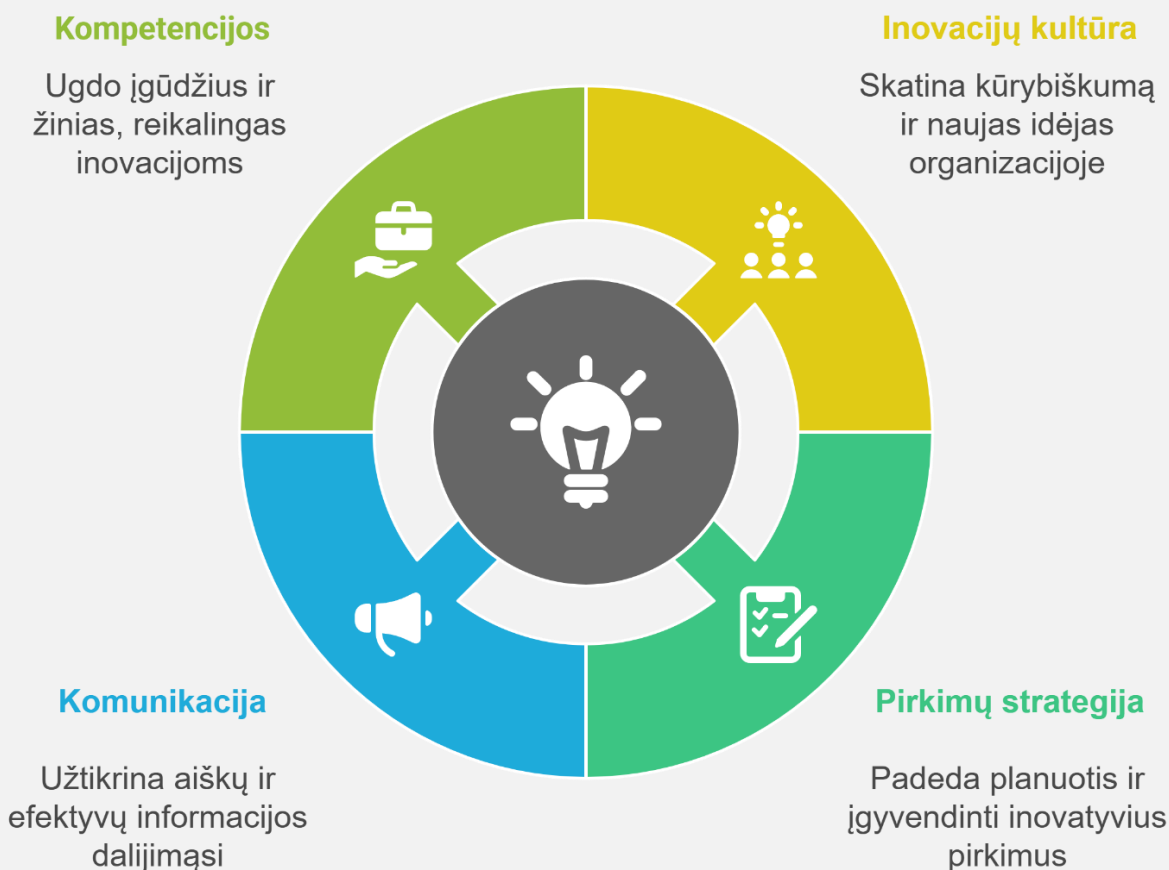 Kompetencijos
Ugdo įgūdžius ir
žinias, reikalingas
inovacijoms
Inovacijų kultūra
Skatina kūrybiškumą
ir naujas idėjas
organizacijoje
Komunikacija
Užtikrina aiškų ir
efektyvų informacijos
dalijimąsi
Pirkimų strategija
Padeda planuotis ir
įgyvendinti inovatyvius
pirkimus